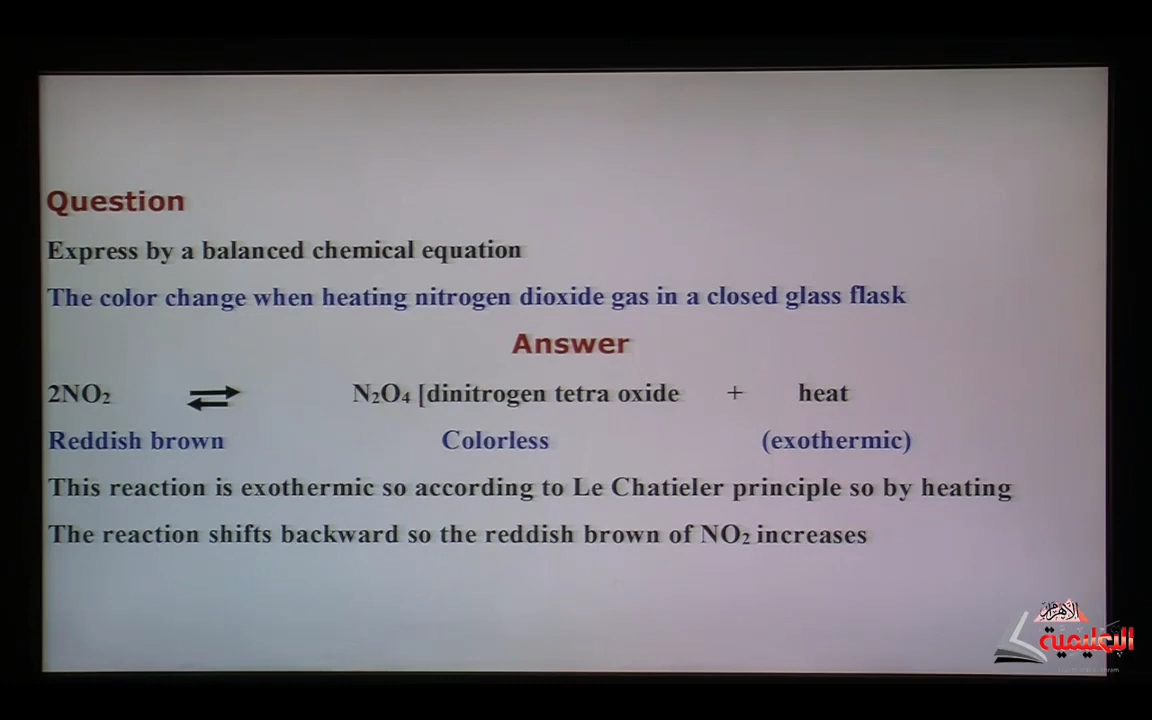 Question
Express by a balanced chemical equation
The color change when heating nitrogen dioxide gas in a closed glass flask
Answer
2NO₂ ⇌ N₂O₄ [dinitrogen tetra oxide + heat
Reddish brown Colorless (exothermic)
This reaction is exothermic so according to Le Chatieler principle so by heating
The reaction shifts backward so the reddish brown of NO₂ increases
الأهرام
التعليمية